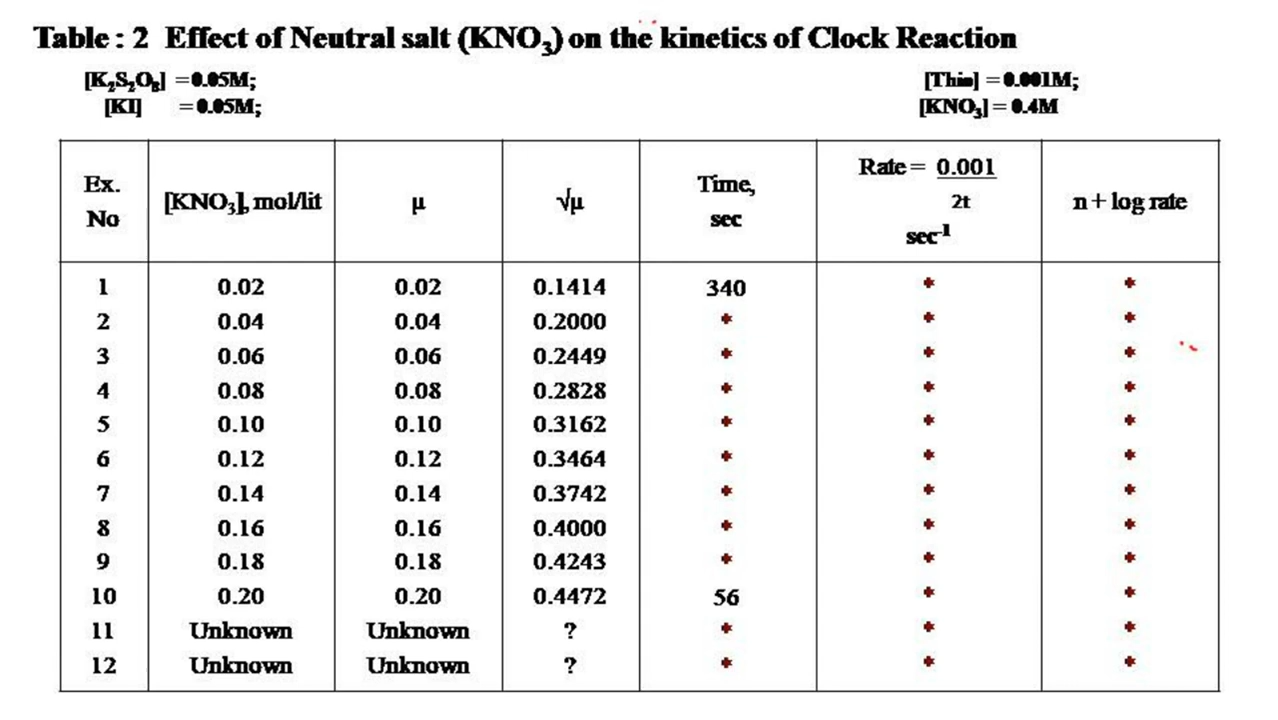 Table : 2 Effect of Neutral salt (KNO₃) on the kinetics of Clock Reaction
[K₂S₂O₈] = 0.05M; [Thio] = 0.001M;
[KI] = 0.05M; [KNO₃] = 0.4M
Ex. No [KNO₃], mol/lit μ √μ Time, sec Rate = 0.001 / 2t sec⁻¹ n + log rate
1 0.02 0.02 0.1414 340 * *
2 0.04 0.04 0.2000 * * *
3 0.06 0.06 0.2449 * * *
4 0.08 0.08 0.2828 * * *
5 0.10 0.10 0.3162 * * *
6 0.12 0.12 0.3464 * * *
7 0.14 0.14 0.3742 * * *
8 0.16 0.16 0.4000 * * *
9 0.18 0.18 0.4243 * * *
10 0.20 0.20 0.4472 56 * *
11 Unknown Unknown ? * * *
12 Unknown Unknown ? * * *